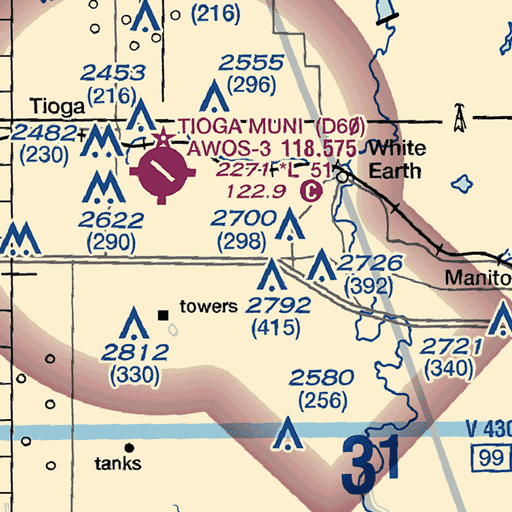 (216)
2453
(216)
2555
(296)
Tioga
TIOGA MUNI (D60)
2482
(230)
AWOS-3 118.575
White
Earth
2271 *L 51
122.9 C
2622
(290)
2700
(298)
2726
(392)
Manito
towers
2792
(415)
2812
(330)
2721
(340)
2580
(256)
31
V 430
99
tanks